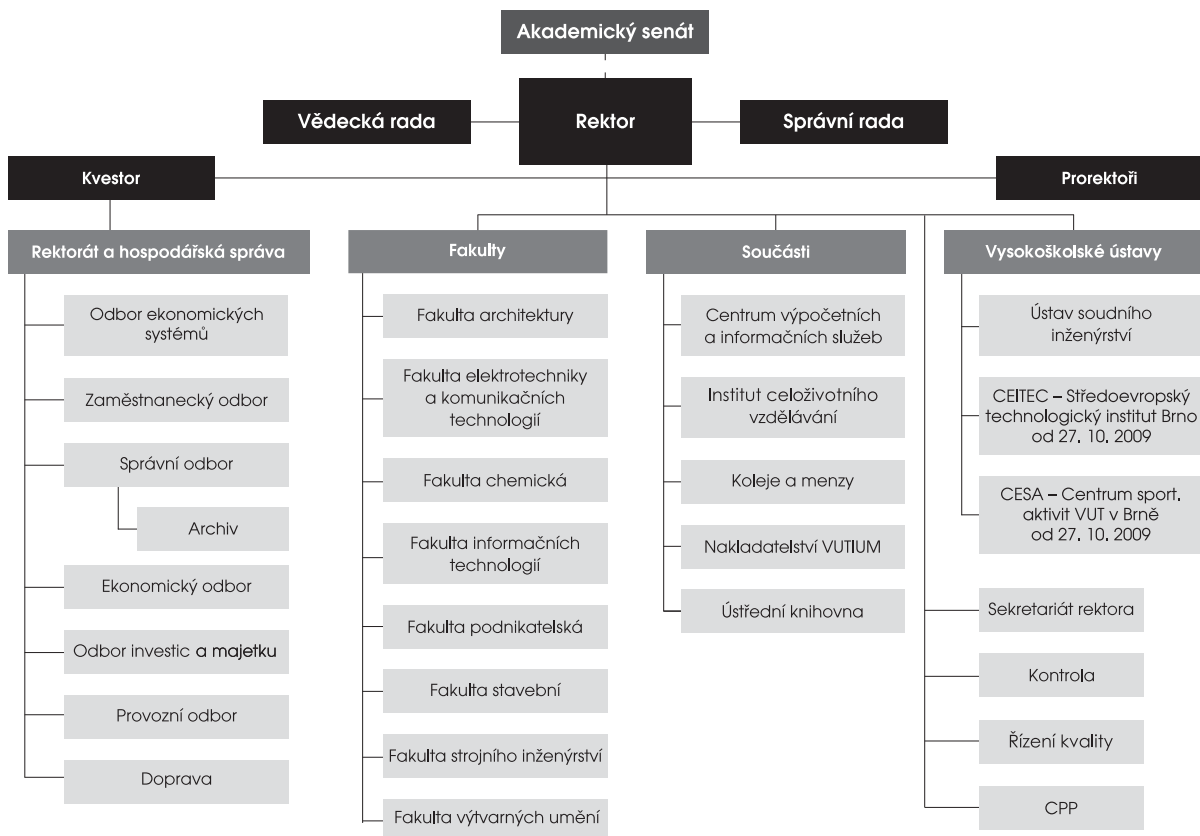 Akademický senát
Vědecká rada
Rektor
Správní rada
Kvestor
Prorektoři
Rektorát a hospodářská správa
Odbor ekonomických
systémů
Zaměstnanecký odbor
Správní odbor
Archiv
Ekonomický odbor
Odbor investic a majetku
Provozní odbor
Doprava
Fakulty
Fakulta architektury
Fakulta elektrotechniky
a komunikačních
technologií
Fakulta chemická
Fakulta informačních
technologií
Fakulta podnikatelská
Fakulta stavební
Fakulta strojního inženýrství
Fakulta výtvarných umění
Součásti
Centrum výpočetních
a informačních služeb
Institut celoživotního
vzdělávání
Koleje a menzy
Nakladatelství VUTIUM
Ústřední knihovna
Vysokoškolské ústavy
Ústav soudního
inženýrství
CEITEC – Středoevropský
technologický institut Brno
od 27. 10. 2009
CESA – Centrum sport.
aktivit VUT v Brně
od 27. 10. 2009
Sekretariát rektora
Kontrola
Řízení kvality
CPP